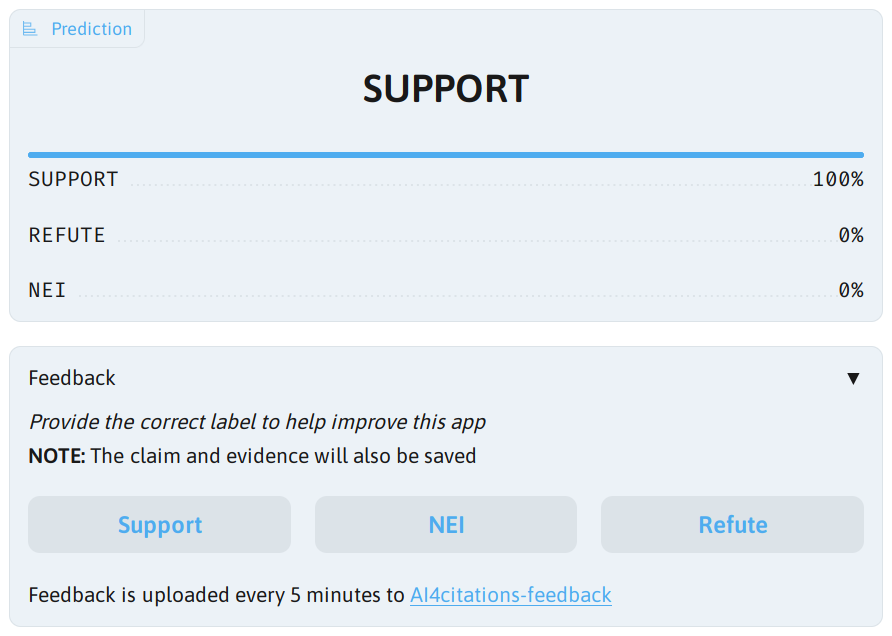 Prediction
SUPPORT
SUPPORT 100%
REFUTE 0%
NEI 0%
Feedback ▼
Provide the correct label to help improve this app
NOTE: The claim and evidence will also be saved
Support NEI Refute
Feedback is uploaded every 5 minutes to AI4citations-feedback